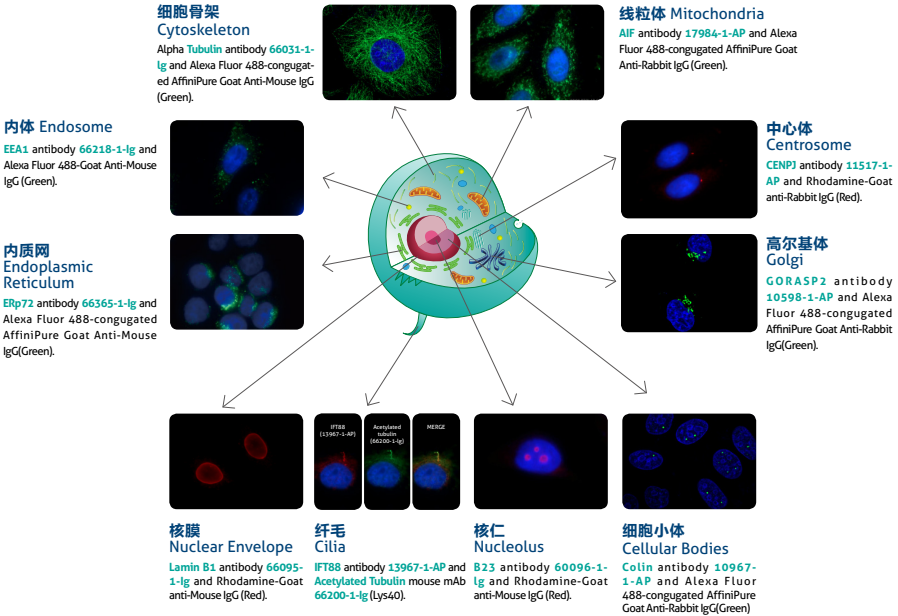 细胞骨架
Cytoskeleton
Alpha Tubulin antibody 66031-1-
Ig and Alexa Fluor 488-congugat-
ed AffiniPure Goat Anti-Mouse IgG
(Green).
线粒体 Mitochondria
AIF antibody 17984-1-AP and Alexa
Fluor 488-congugated AffiniPure Goat
Anti-Rabbit IgG (Green).
内体 Endosome
EEA1 antibody 66218-1-Ig and
Alexa Fluor 488-Goat Anti-Mouse
IgG (Green).
中心体
Centrosome
CENPJ antibody 11517-1-
AP and Rhodamine-Goat
anti-Rabbit IgG (Red).
内质网
Endoplasmic
Reticulum
ERp72 antibody 66365-1-Ig and
Alexa Fluor 488-congugated
AffiniPure Goat Anti-Mouse
IgG(Green).
高尔基体
Golgi
GORASP2 antibody
10598-1-AP and Alexa
Fluor 488-congugated
AffiniPure Goat Anti-Rabbit
IgG(Green).
IFT88
(13967-1-AP)
Acetylated
tubulin
(66200-1-Ig)
MERGE
核膜
Nuclear Envelope
Lamin B1 antibody 66095-
1-Ig and Rhodamine-Goat
anti-Mouse IgG (Red).
纤毛
Cilia
IFT88 antibody 13967-1-AP and
Acetylated Tubulin mouse mAb
66200-1-Ig (Lys40).
核仁
Nucleolus
B23 antibody 60096-1-
Ig and Rhodamine-Goat
anti-Mouse IgG (Red).
细胞小体
Cellular Bodies
Colin antibody 10967-
1-AP and Alexa Fluor
488-congugated AffiniPure
Goat Anti-Rabbit IgG(Green)